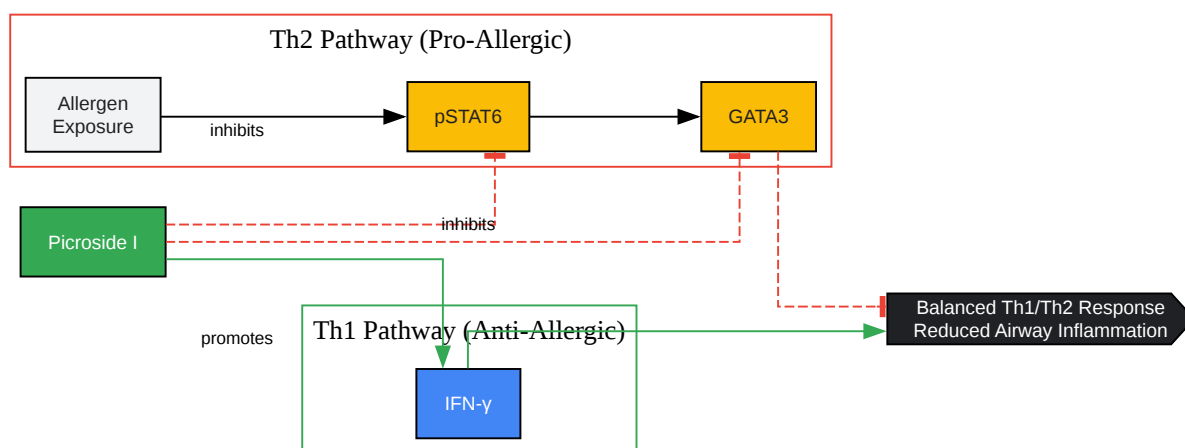 Th2 Pathway (Pro-Allergic)
Allergen
Exposure
inhibits
pSTAT6
GATA3
Picroside I
inhibits
Balanced Th1/Th2 Response
Reduced Airway Inflammation
promotes
Th1 Pathway (Anti-Allergic)
IFN-γ